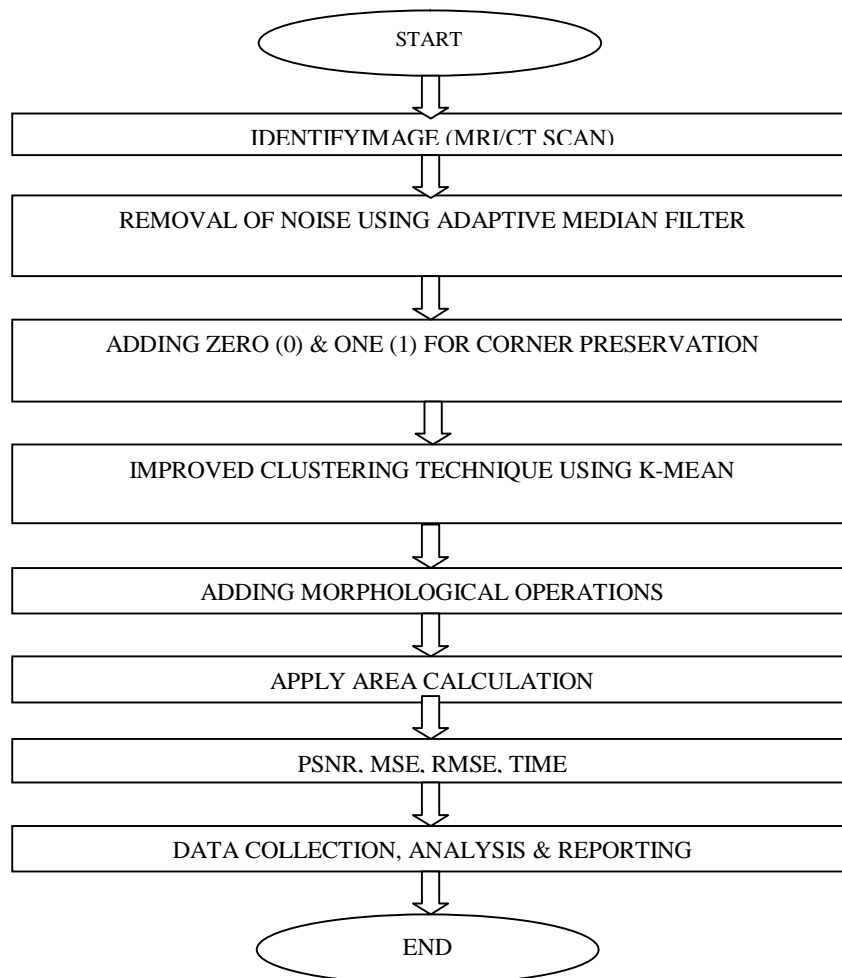 START
IDENTIFYIMAGE (MRI/CT SCAN)
REMOVAL OF NOISE USING ADAPTIVE MEDIAN FILTER
ADDING ZERO (0) & ONE (1) FOR CORNER PRESERVATION
IMPROVED CLUSTERING TECHNIQUE USING K-MEAN
ADDING MORPHOLOGICAL OPERATIONS
APPLY AREA CALCULATION
PSNR, MSE, RMSE, TIME
DATA COLLECTION, ANALYSIS & REPORTING
END